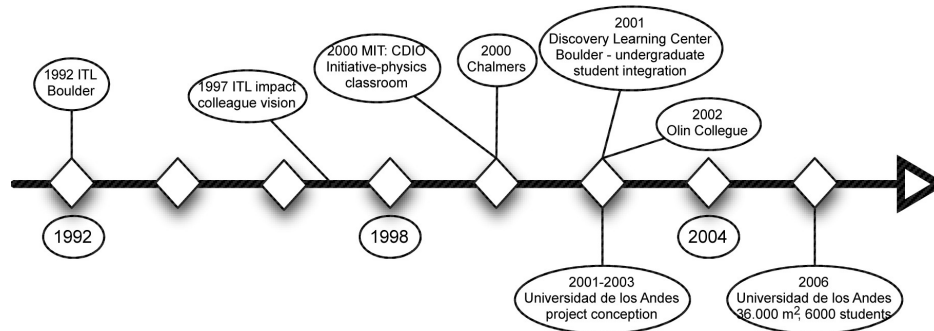 1992 ITL
Boulder
1997 ITL impact
colleague vision
2000 MIT: CDIO
Initiative-physics
classroom
2000
Chalmers
2001
Discovery Learning Center
Boulder - undergraduate
student integration
2002
Olin Collegue
1992
1998
2004
2001-2003
Universidad de los Andes
project conception
2006
Universidad de los Andes
36.000 m², 6000 students